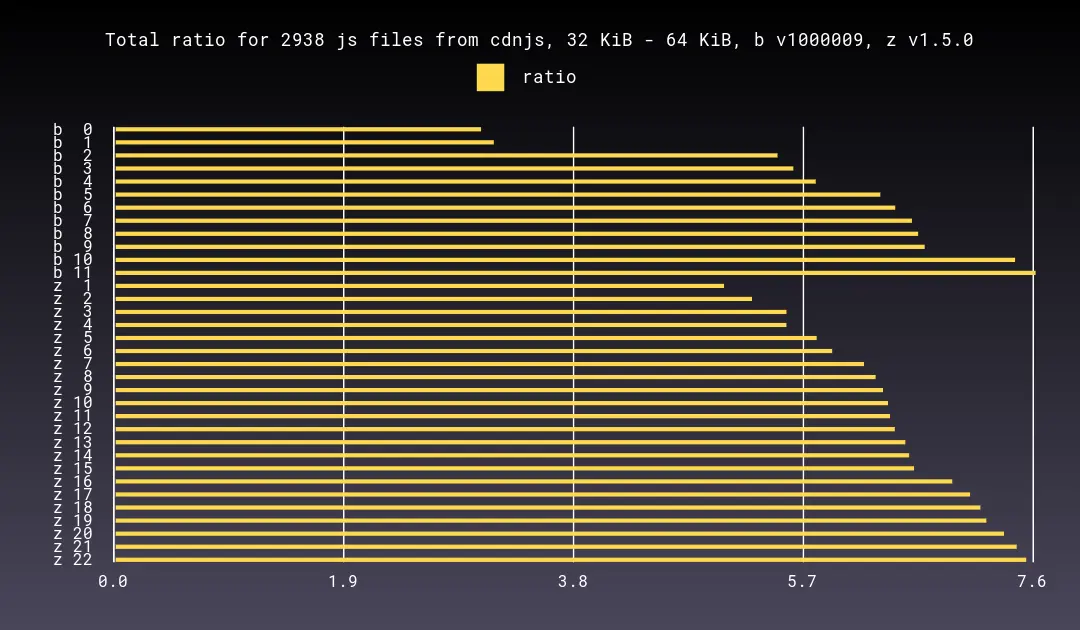 Total ratio for 2938 js files from cdnjs, 32 KiB - 64 KiB, b v1000009, z v1.5.0
ratio
b 0
b 1
b 2
b 3
b 4
b 5
b 6
b 7
b 8
b 9
b 10
b 11
z 1
z 2
z 3
z 4
z 5
z 6
z 7
z 8
z 9
z 10
z 11
z 12
z 13
z 14
z 15
z 16
z 17
z 18
z 19
z 20
z 21
z 22
0.0 1.9 3.8 5.7 7.6